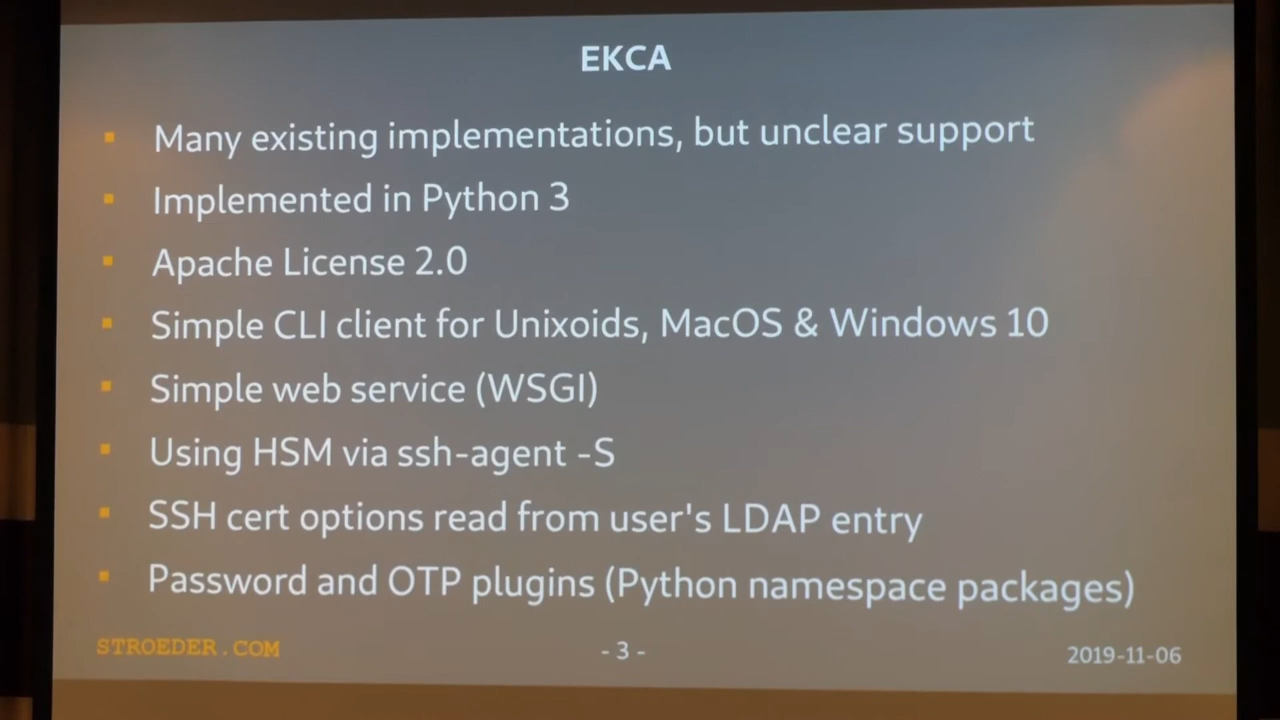 EKCA
Many existing implementations, but unclear support
Implemented in Python 3
Apache License 2.0
Simple CLI client for Unixoids, MacOS & Windows 10
Simple web service (WSGI)
Using HSM via ssh-agent -S
SSH cert options read from user's LDAP entry
Password and OTP plugins (Python namespace packages)
STROEDER.COM
- 3 -
2019-11-06